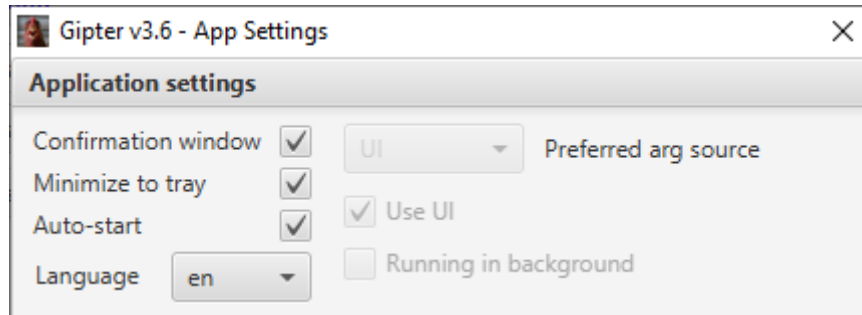 Gipter v3.6 - App Settings
Application settings
Confirmation window
UI
Preferred arg source
Minimize to tray
Use UI
Auto-start
Running in background
Language
en